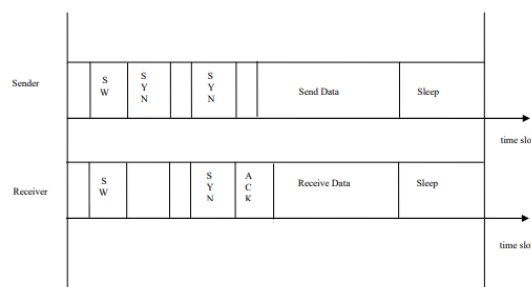 S
W
S
Y
N
S
Y
N
Sender
Send Data
Sleep
time slo
S
W
S
Y
N
A
C
K
Receiver
Receive Data
Sleep
time slo